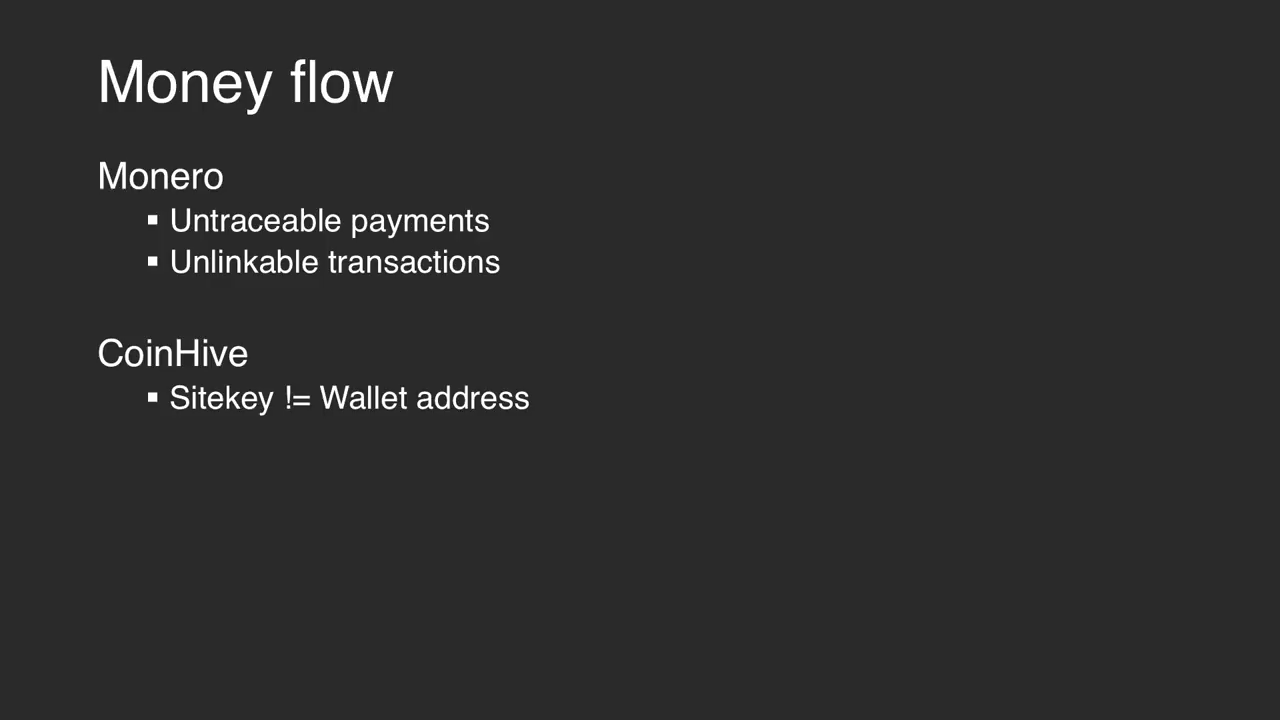 Money flow
Monero
▪ Untraceable payments
▪ Unlinkable transactions
CoinHive
▪ Sitekey != Wallet address